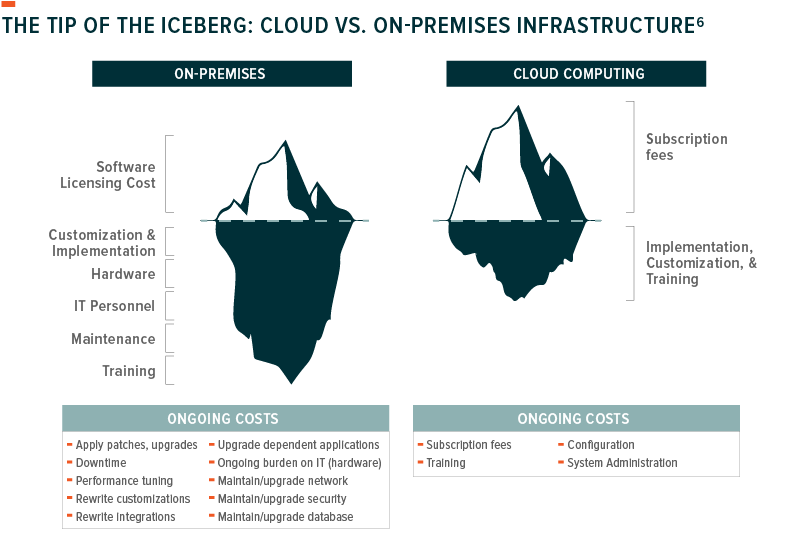 THE TIP OF THE ICEBERG: CLOUD VS. ON-PREMISES INFRASTRUCTURE⁶
ON-PREMISES
Software
Licensing Cost
Customization &
Implementation
Hardware
IT Personnel
Maintenance
Training
CLOUD COMPUTING
Subscription
fees
Implementation,
Customization, &
Training
ONGOING COSTS
Apply patches, upgrades
Downtime
Performance tuning
Rewrite customizations
Rewrite integrations
Upgrade dependent applications
Ongoing burden on IT (hardware)
Maintain/upgrade network
Maintain/upgrade security
Maintain/upgrade database
ONGOING COSTS
Subscription fees
Training
Configuration
System Administration